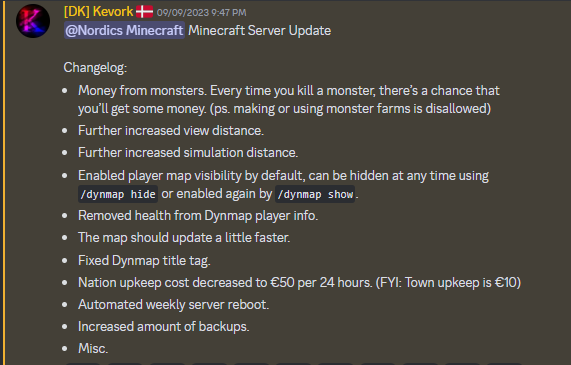 [DK] Kevork 🇩🇰 09/09/2023 9:47 PM
@Nordics Minecraft Minecraft Server Update
Changelog:
• Money from monsters. Every time you kill a monster, there's a chance that
you'll get some money. (ps. making or using monster farms is disallowed)
• Further increased view distance.
• Further increased simulation distance.
• Enabled player map visibility by default, can be hidden at any time using
/dynmap hide or enabled again by /dynmap show.
• Removed health from Dynmap player info.
• The map should update a little faster.
• Fixed Dynmap title tag.
• Nation upkeep cost decreased to €50 per 24 hours. (FYI: Town upkeep is €10)
• Automated weekly server reboot.
• Increased amount of backups.
• Misc.